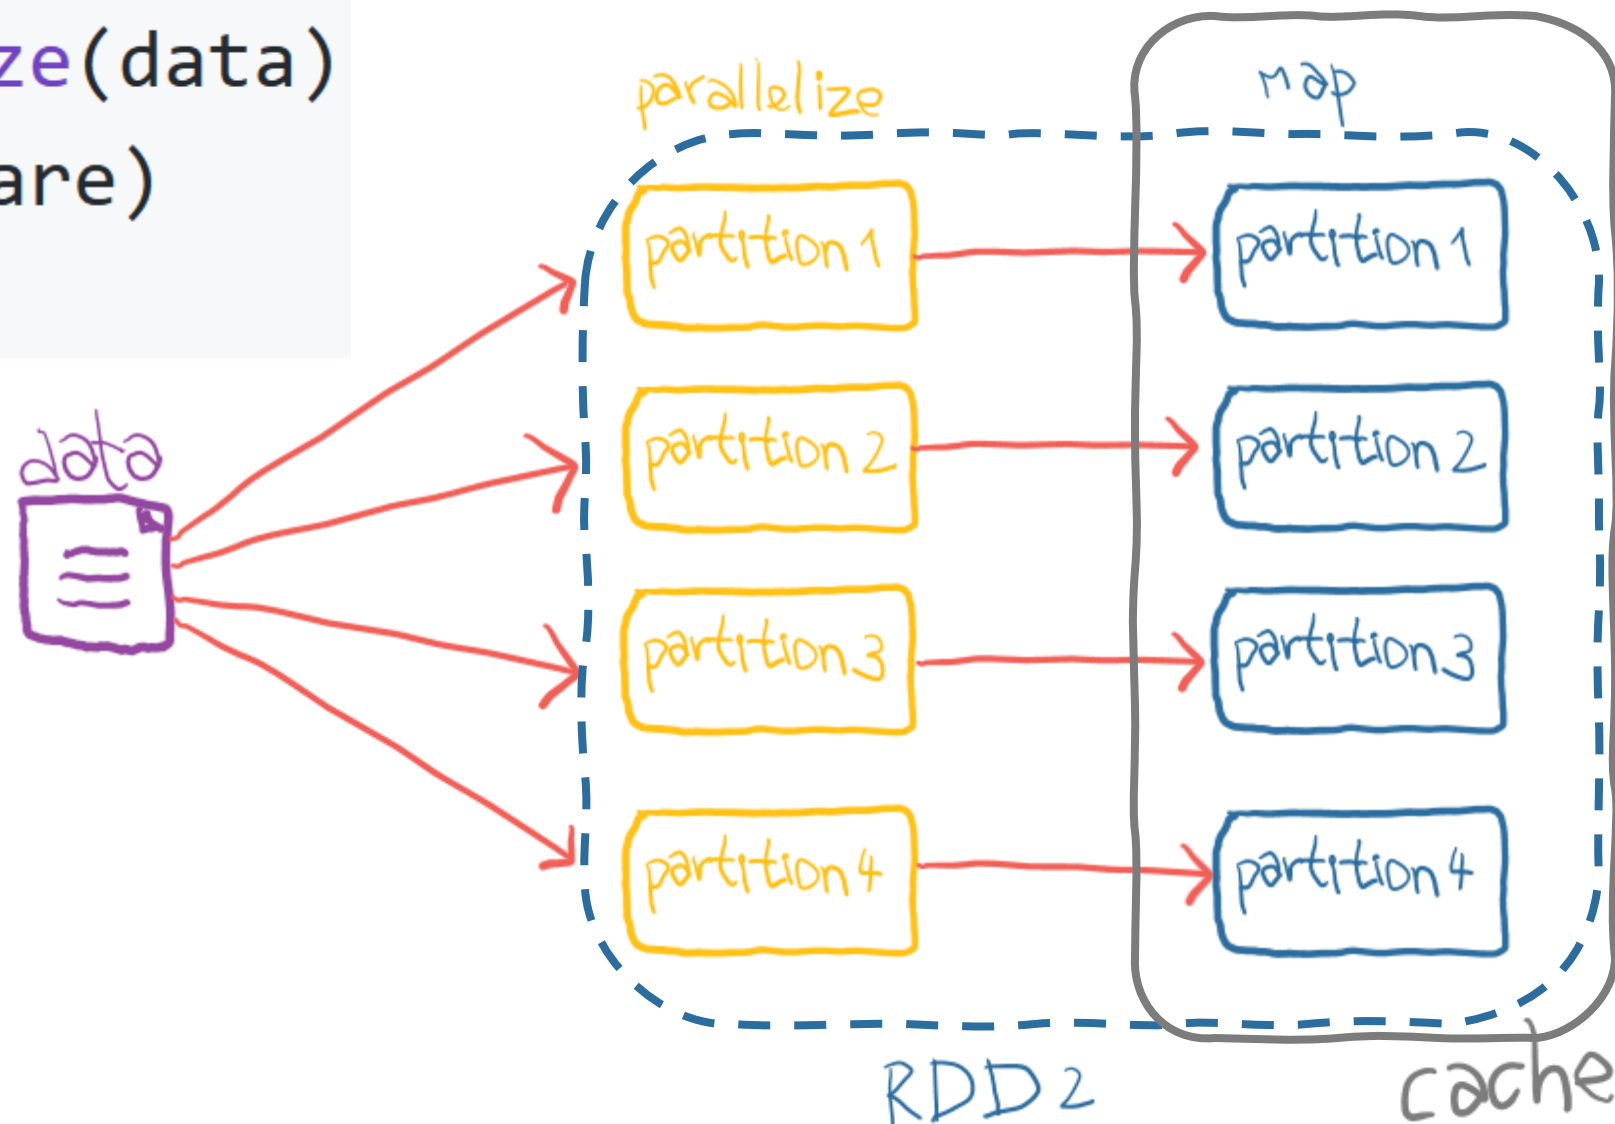 ze(data)
are)
parallelize
map
data
partition 1
partition 1
partition 2
partition 2
partition 3
partition 3
partition 4
partition 4
RDD 2
cache